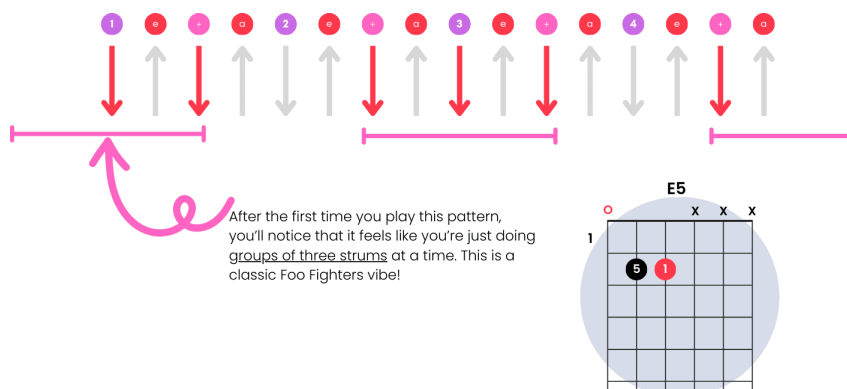 1 e + a 2 e + a 3 e + a 4 e + a
After the first time you play this pattern,
you'll notice that it feels like you're just doing
groups of three strums at a time. This is a
classic Foo Fighters vibe!
E5
O X X X
1
5 1